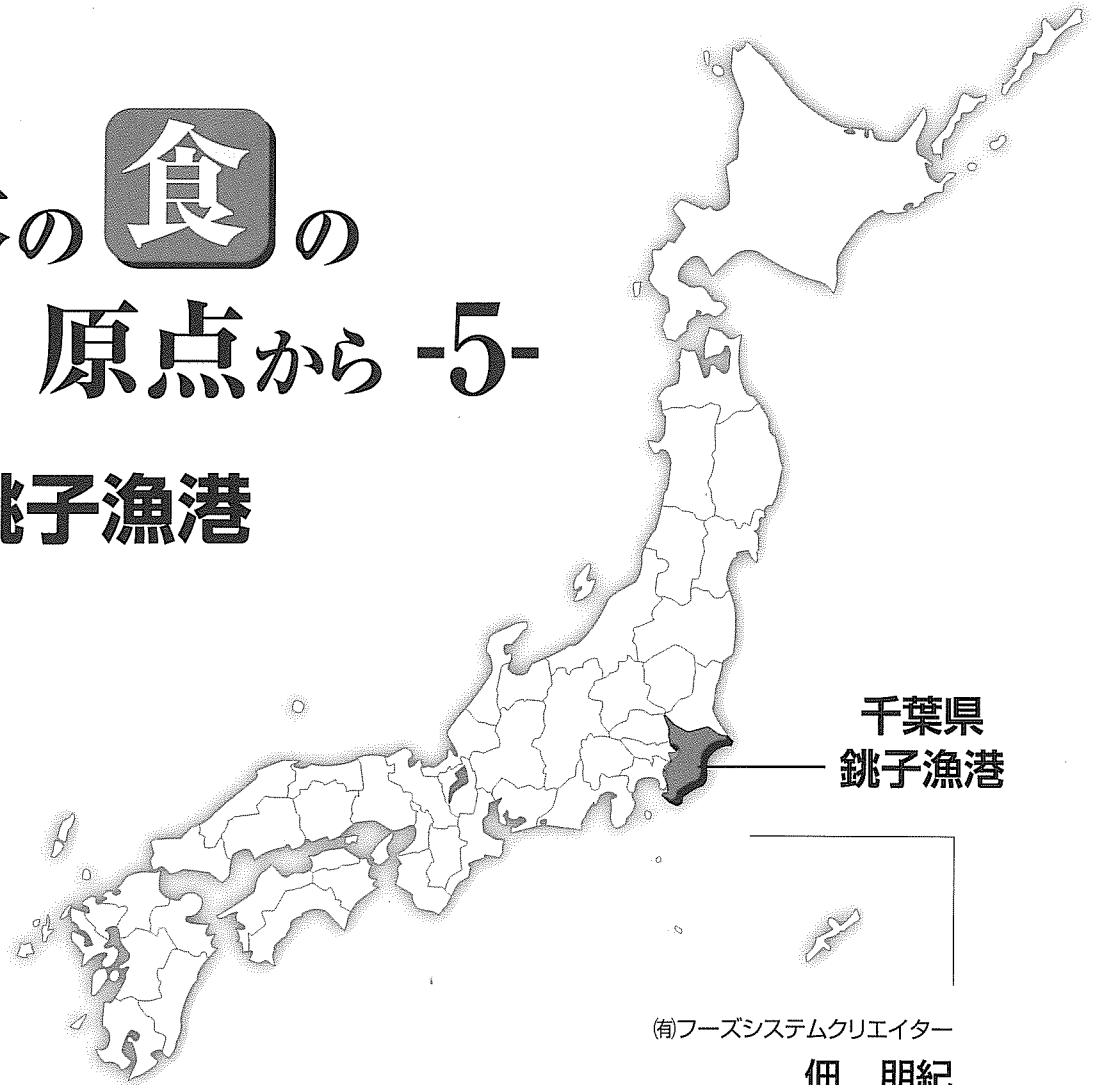 の食の
原点から -5-
子漁港
千葉県
銚子漁港
㈲フーズシステムクリエイター
佃 朋紀